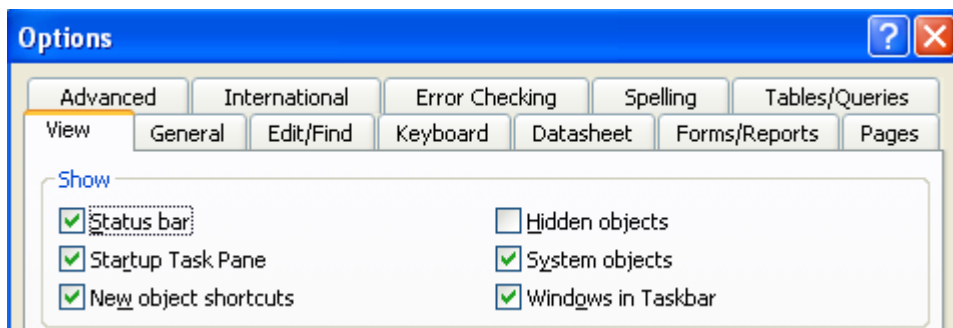 Options
Advanced International Error Checking Spelling Tables/Queries
View General Edit/Find Keyboard Datasheet Forms/Reports Pages
Show
Status bar Hidden objects
Startup Task Pane System objects
New object shortcuts Windows in Taskbar